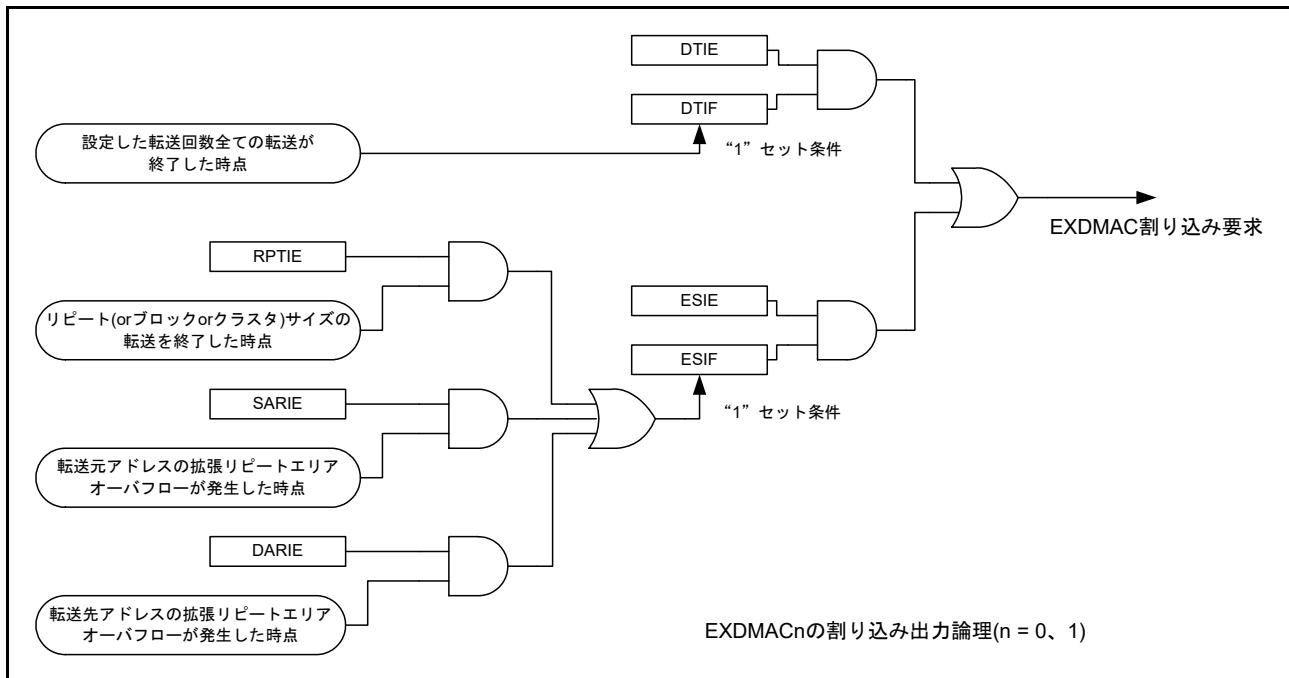 DTIE
DTIF
設定した転送回数全ての転送が
終了した時点
“1”セット条件
EXDMAC割り込み要求
RPTIE
リピート(orブロックorクラスタ)サイズの
転送を終了した時点
ESIE
ESIF
“1”セット条件
SARIE
転送元アドレスの拡張リピートエリア
オーバフローが発生した時点
DARIE
転送先アドレスの拡張リピートエリア
オーバフローが発生した時点
EXDMACnの割り込み出力論理(n = 0、1)